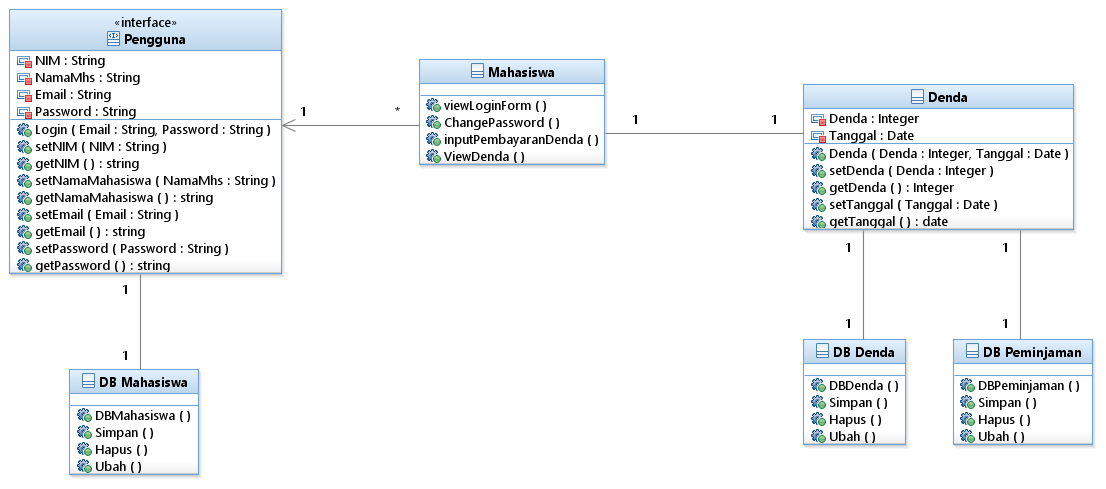 «interface»
Pengguna
NIM : String
NamaMhs : String
Email : String
Password : String
Login ( Email : String, Password : String )
setNIM ( NIM : String )
getNIM ( ) : string
setNamaMahasiswa ( NamaMhs : String )
getNamaMahasiswa ( ) : string
setEmail ( Email : String )
getEmail ( ) : string
setPassword ( Password : String )
getPassword ( ) : string
1
*
Mahasiswa
viewLoginForm ( )
ChangePassword ( )
inputPembayaranDenda ( )
ViewDenda ( )
1
1
Denda
Denda : Integer
Tanggal : Date
Denda ( Denda : Integer, Tanggal : Date )
setDenda ( Denda : Integer )
getDenda ( ) : Integer
setTanggal ( Tanggal : Date )
getTanggal ( ) : date
1
1
DB Mahasiswa
DBMahasiswa ( )
Simpan ( )
Hapus ( )
Ubah ( )
1
1
DB Denda
DBDenda ( )
Simpan ( )
Hapus ( )
Ubah ( )
1
1
DB Peminjaman
DBPeminjaman ( )
Simpan ( )
Hapus ( )
Ubah ( )